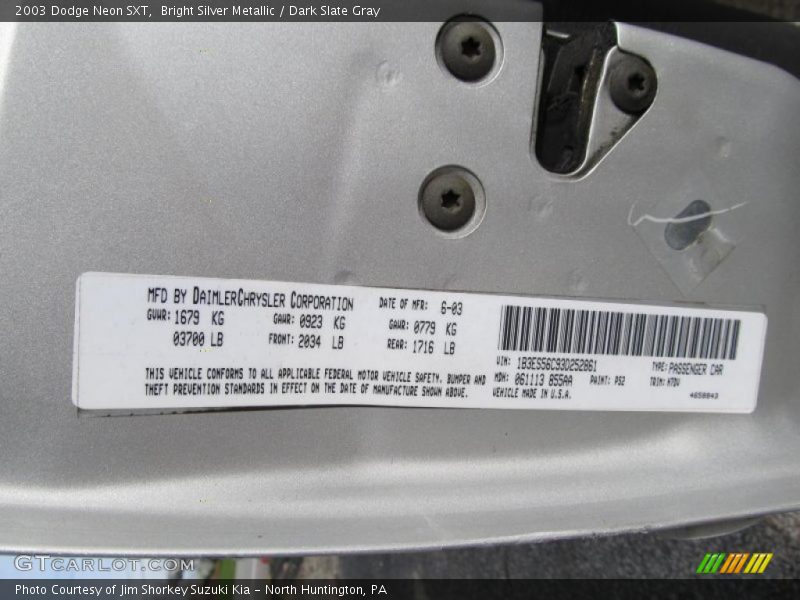 2003 Dodge Neon SXT,  Bright Silver Metallic / Dark Slate Gray
MFD BY DAIMLERCHRYSLER CORPORATION
DATE OF MFR: 6-03
GVWR: 1679 KG
GAWR: 0923 KG
GAWR: 0779 KG
03700 LB
FRONT: 2034 LB
REAR: 1716 LB
THIS VEHICLE CONFORMS TO ALL APPLICABLE FEDERAL MOTOR VEHICLE SAFETY, BUMPER AND
THEFT PREVENTION STANDARDS IN EFFECT ON THE DATE OF MANUFACTURE SHOWN ABOVE.
VIN: 1B3ES56C93D252861
TYPE: PASSENGER CAR
MDH: 061113 855AA
PAINT: PS2
TRIM:
VEHICLE MADE IN U.S.A.
4658843
GTCarLot.com
Photo Courtesy of Jim Shorkey Suzuki Kia – North Huntington, PA